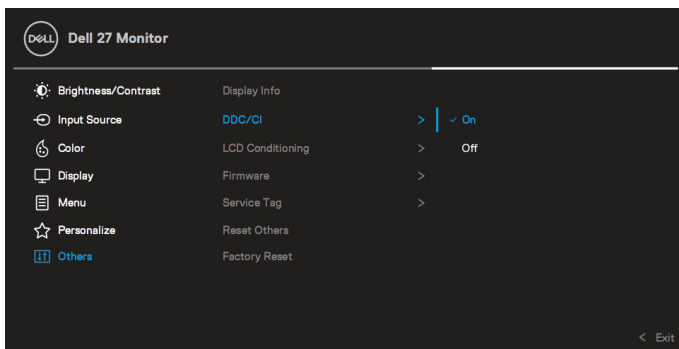 DELL Dell 27 Monitor
Brightness/Contrast Display Info
Input Source DDC/CI > ✓ On
Color LCD Conditioning > Off
Display Firmware >
Menu Service Tag >
Personalize Reset Others
Others Factory Reset
< Exit